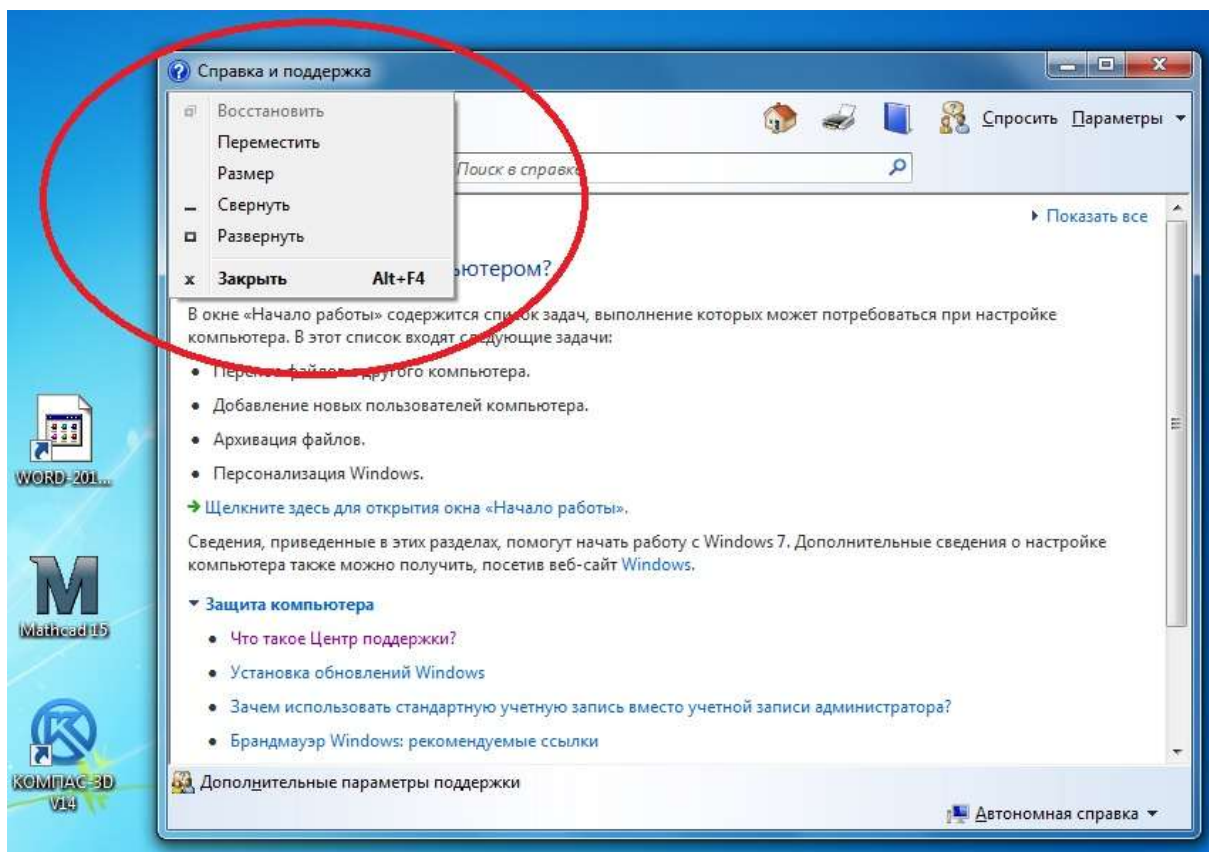 Справка и поддержка
Восстановить
Переместить
Размер
Свернуть
Развернуть
Закрыть Alt+F4
Спросить Параметры
Поиск в справке
Показать все
ютером?
В окне «Начало работы» содержится список задач, выполнение которых может потребоваться при настройке
компьютера. В этот список входят следующие задачи:
Перенос файлов с другого компьютера.
Добавление новых пользователей компьютера.
Архивация файлов.
Персонализация Windows.
Щелкните здесь для открытия окна «Начало работы».
Сведения, приведенные в этих разделах, помогут начать работу с Windows 7. Дополнительные сведения о настройке
компьютера также можно получить, посетив веб-сайт Windows.
Защита компьютера
Что такое Центр поддержки?
Установка обновлений Windows
Зачем использовать стандартную учетную запись вместо учетной записи администратора?
Брандмауэр Windows: рекомендуемые ссылки
Дополнительные параметры поддержки
Автономная справка
WORD-201...
Mathcad 15
КОМПАС-3D
V14